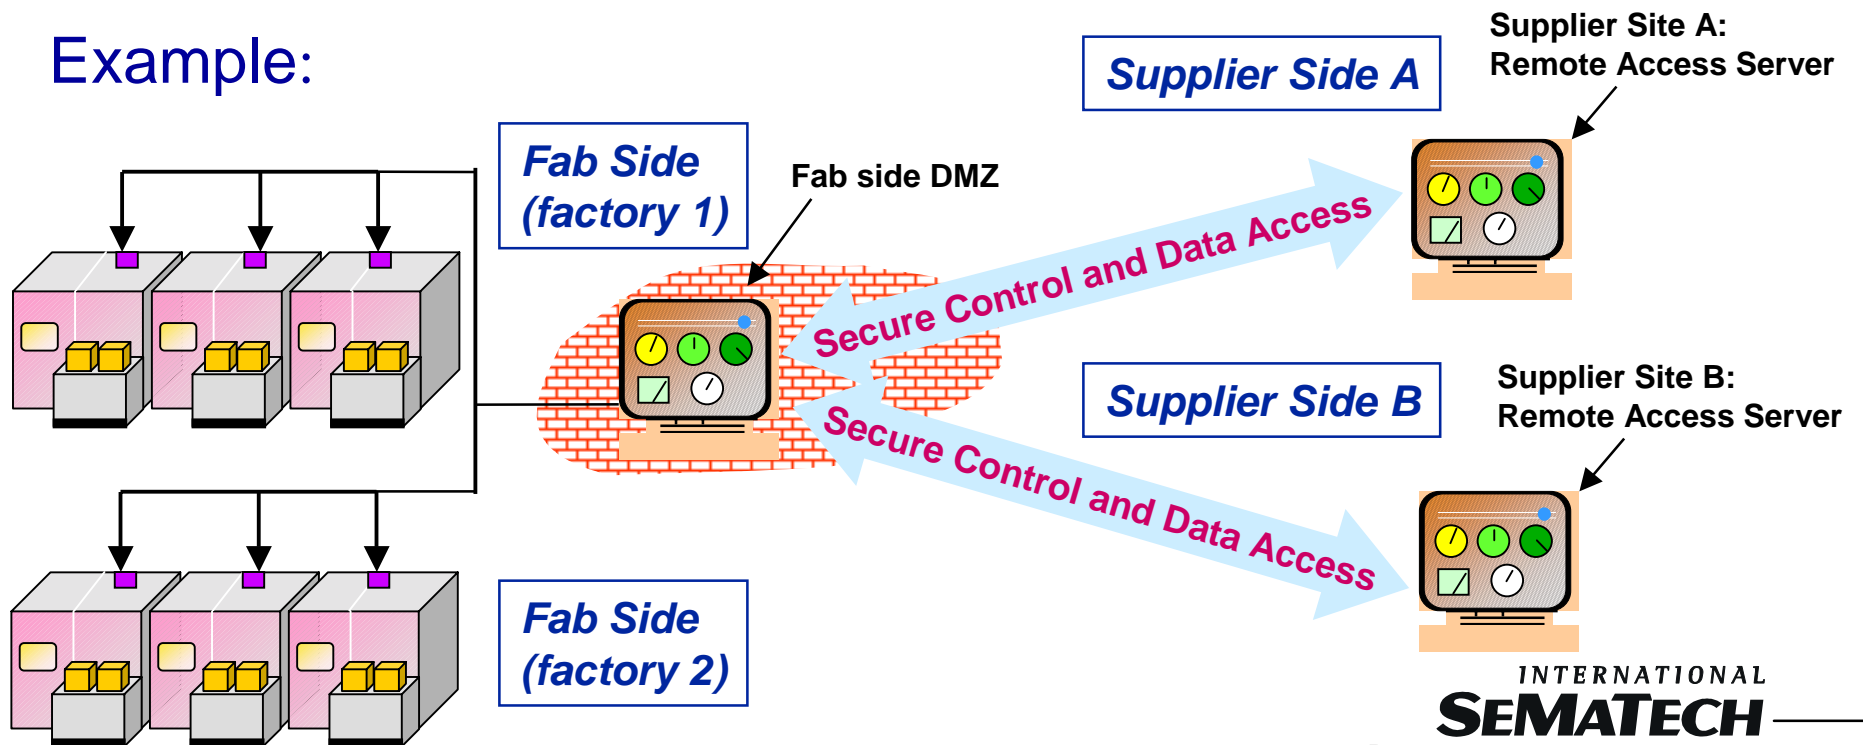 Example:
Supplier Side A
Supplier Site A:
Remote Access Server
Fab Side
(factory 1)
Fab side DMZ
Secure Control and Data Access
Supplier Side B
Supplier Site B:
Remote Access Server
Secure Control and Data Access
Fab Side
(factory 2)
INTERNATIONAL
SEMATECH